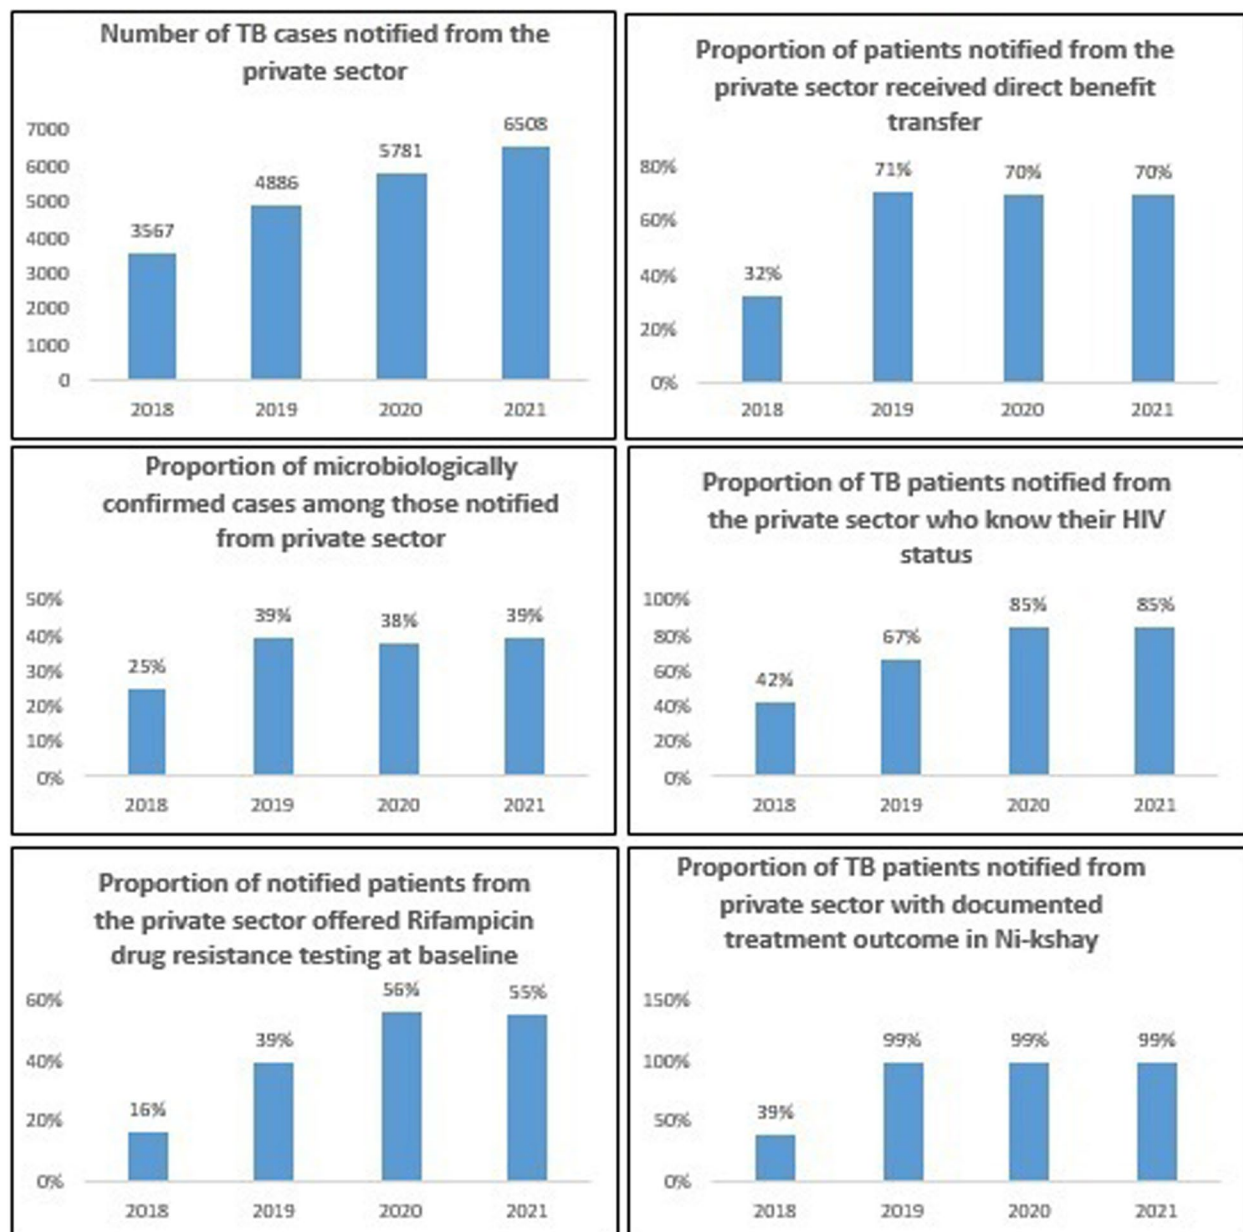 Number of TB cases notified from the
private sector
7000
6000
5000
4000
3000
2000
1000
0
3567
4886
5781
6508
2018 2019 2020 2021
Proportion of patients notified from the
private sector received direct benefit
transfer
80%
60%
40%
20%
0%
32%
71%
70%
70%
2018 2019 2020 2021
Proportion of microbiologically
confirmed cases among those notified
from private sector
50%
40%
30%
20%
10%
0%
25%
39%
38%
39%
2018 2019 2020 2021
Proportion of TB patients notified from
the private sector who know their HIV
status
100%
80%
60%
40%
20%
0%
42%
67%
85%
85%
2018 2019 2020 2021
Proportion of notified patients from
the private sector offered Rifampicin
drug resistance testing at baseline
60%
40%
20%
0%
16%
39%
56%
55%
2018 2019 2020 2021
Proportion of TB patients notified from
private sector with documented
treatment outcome in Ni-kshay
150%
100%
50%
0%
39%
99%
99%
99%
2018 2019 2020 2021